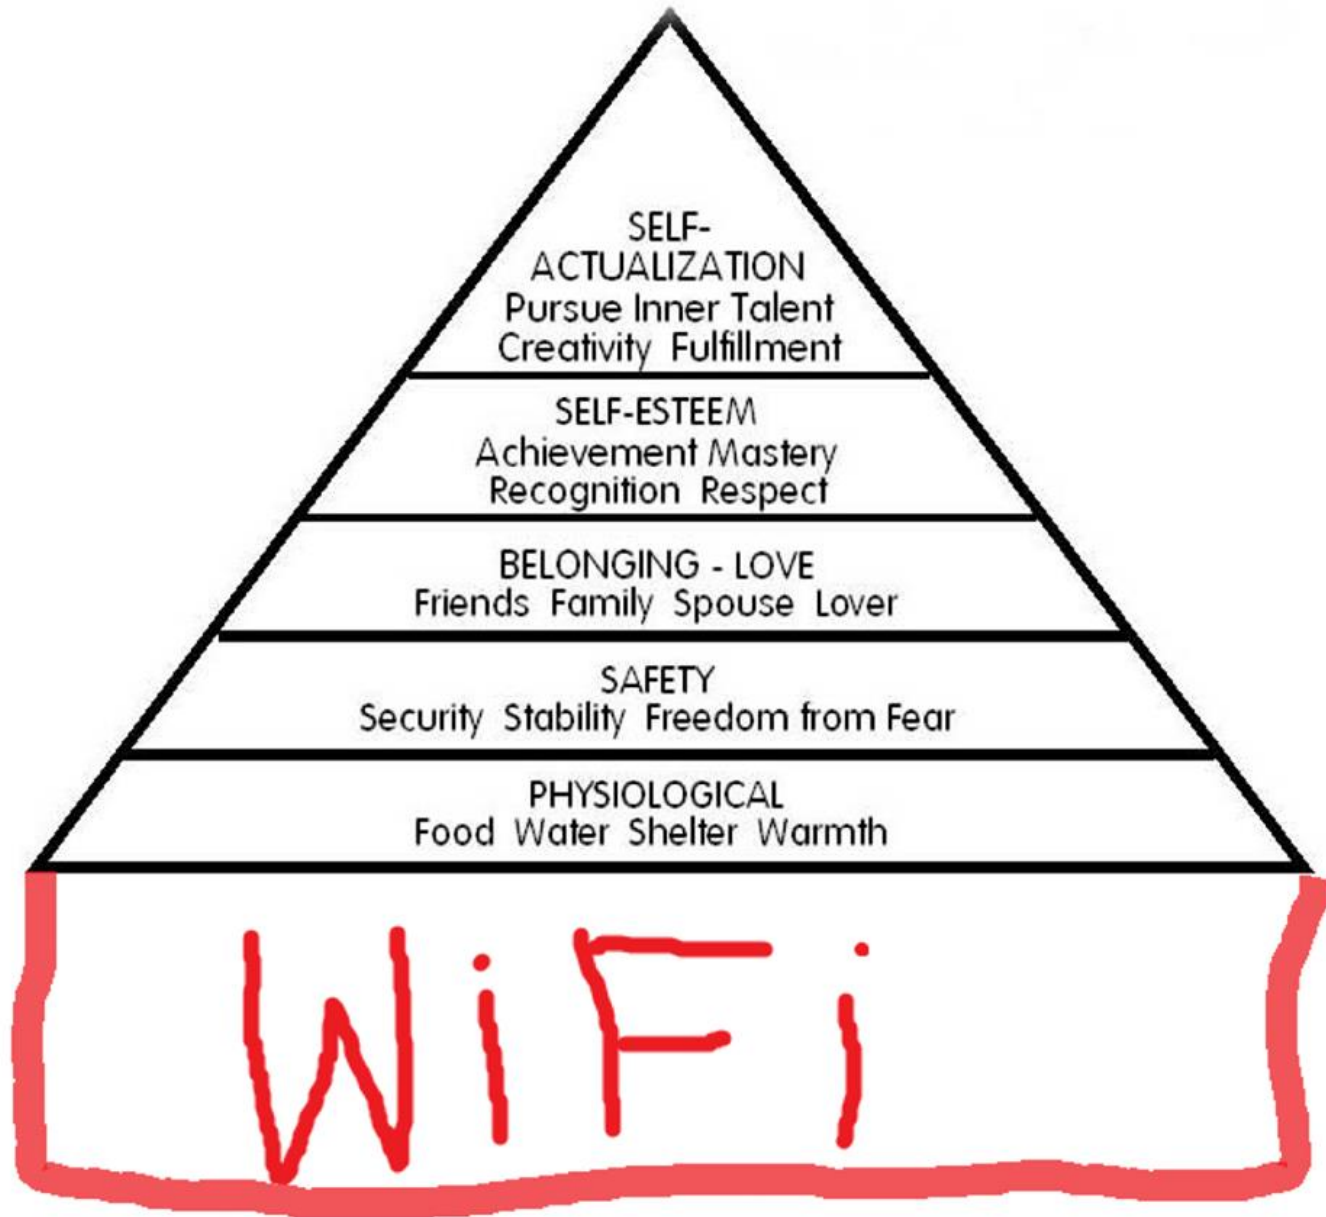 SELF-
ACTUALIZATION
Pursue Inner Talent
Creativity Fulfillment
SELF-ESTEEM
Achievement Mastery
Recognition Respect
BELONGING - LOVE
Friends Family Spouse Lover
SAFETY
Security Stability Freedom from Fear
PHYSIOLOGICAL
Food Water Shelter Warmth
WiFi